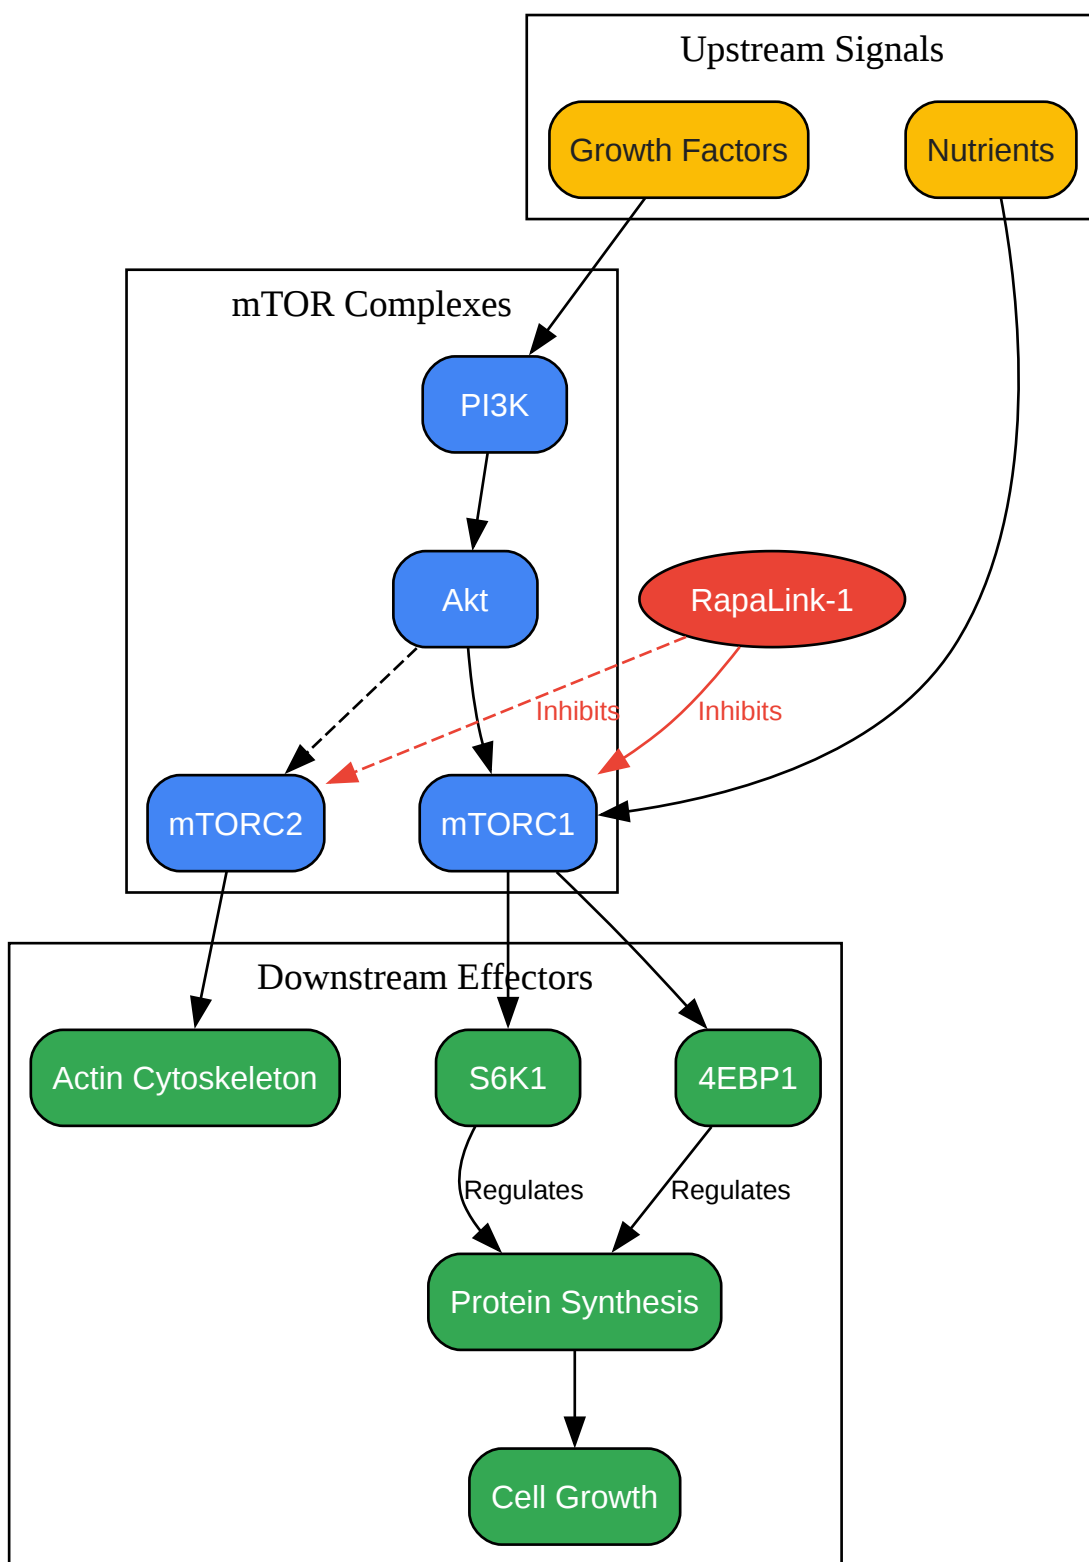 Upstream Signals
Growth Factors
Nutrients
mTOR Complexes
PI3K
Akt
RapaLink-1
Inhibits
Inhibits
mTORC2
mTORC1
Downstream Effectors
Actin Cytoskeleton
S6K1
4EBP1
Regulates
Regulates
Protein Synthesis
Cell Growth